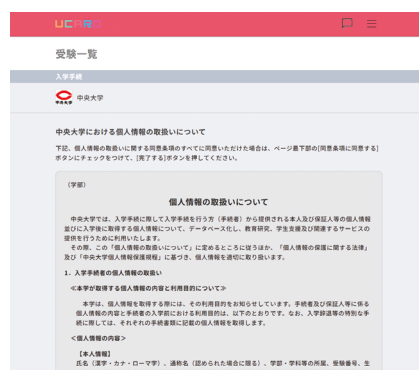 UCARO
受験一覧
入学手続
中央大学
中央大学
中央大学における個人情報の取扱いについて
下記、個人情報の取扱いに関する同意条項のすべてに同意いただけた場合は、ページ最下部の[同意条項に同意する]
ボタンにチェックをつけて、[完了する]ボタンを押してください。
(学部)
個人情報の取扱いについて
中央大学では、入学手続に際して入学手続を行う方(手続者)から提供される本人及び保証人等の個人情報
並びに入学後に取得する個人情報について、データベース化し、教育研究、学生支援及び関連するサービスの
提供を行うために利用いたします。
その際、この「個人情報の取扱いについて」に定めるところに従うほか、「個人情報の保護に関する法律」
及び「中央大学個人情報保護規程」に基づき、個人情報を適切に取り扱います。
1. 入学手続者の個人情報の取扱い
≪本学が取得する個人情報の内容と利用目的について≫
本学は、個人情報を取得する際には、その利用目的をお知らせしています。手続者及び保証人等に係る
個人情報の内容と手続者の入学前における利用目的は、以下のとおりです。なお、入学辞退等の特別な手
続に際しては、それぞれの手続書類に記載の個人情報を取得します。
<個人情報の内容>
【本人情報】
氏名(漢字・カナ・ローマ字)、通称名(認められた場合に限る)、学部・学科等の所属、受験番号、生